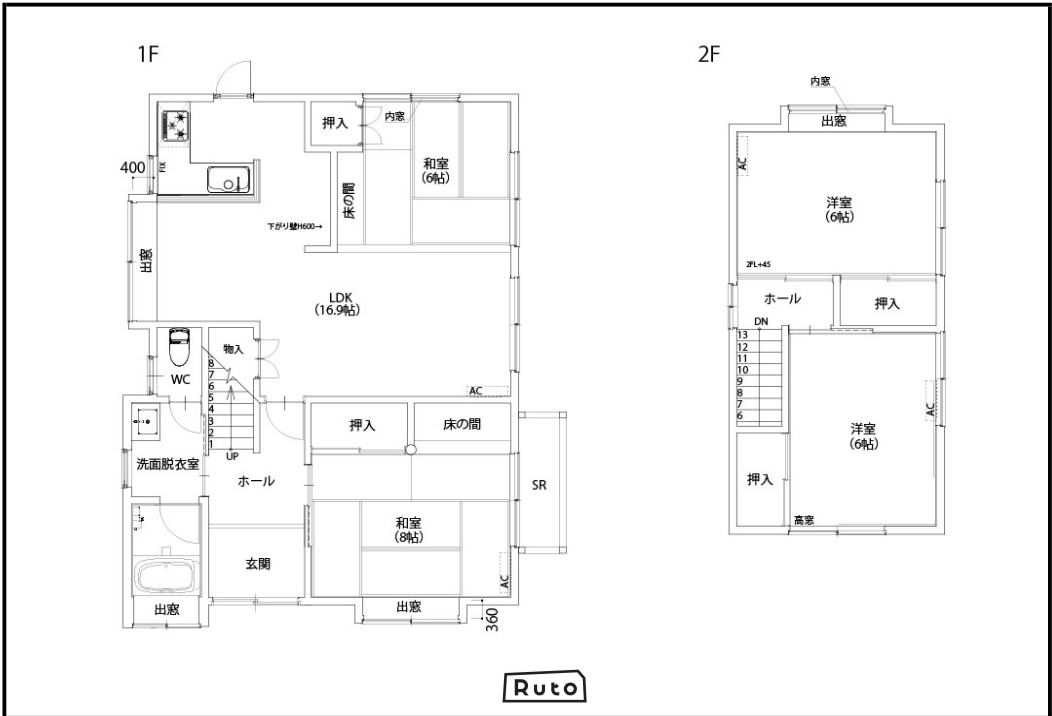 1F
2F
内窓
押入
内窓
出窓
AC
400
FIX
和室
(6帖)
床の間
洋室
(6帖)
下がり壁H600→
出窓
2FL+45
LDK
(16.9帖)
ホール
押入
DN
13
12
11
10
9
8
7
6
物入
WC
8
7
6
5
4
3
2
1
UP
AC
AC
押入
床の間
洋室
(6帖)
洗面脱衣室
ホール
SR
押入
和室
(8帖)
高窓
玄関
AC
出窓
出窓
360
Ruto